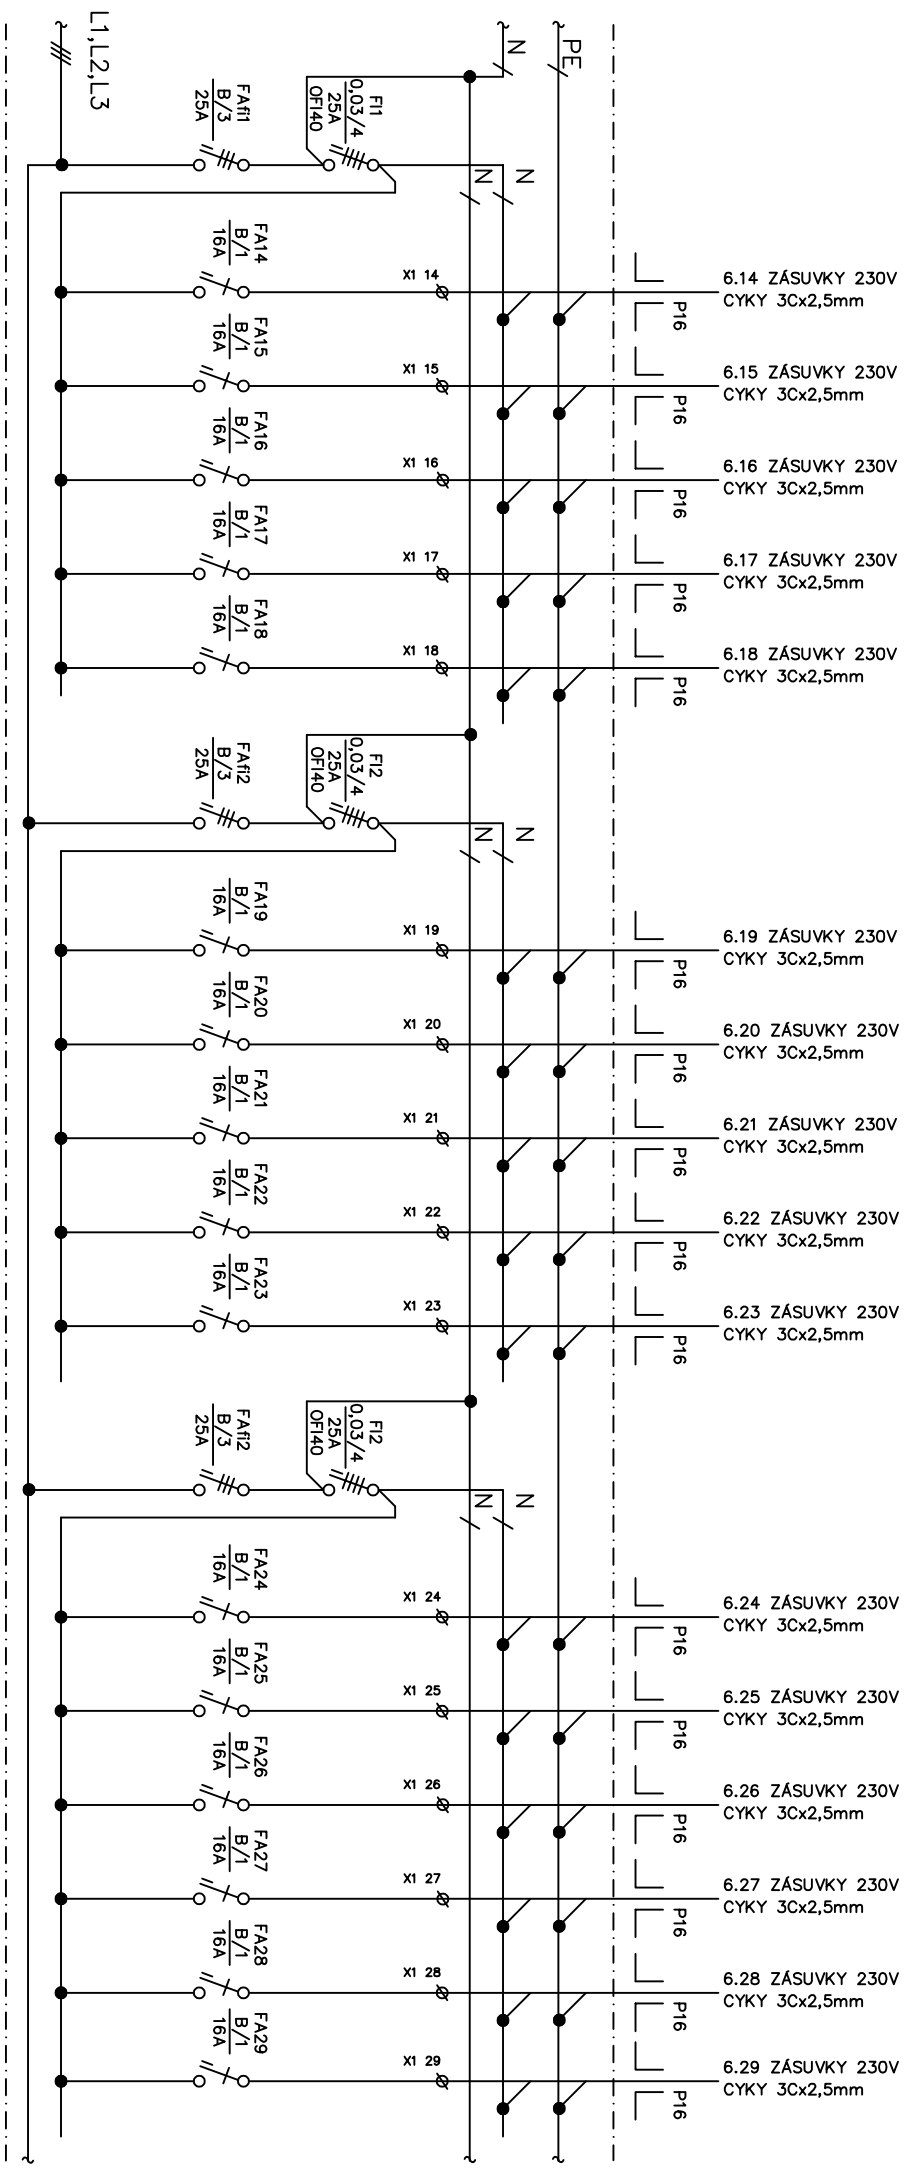 L1,L2,L3
N
PE
FAfi1
B/3
25A
FI1
0,03/4
25A
OFI40
N
N
FA14
B/1
16A
X1 14
P16
6.14 ZÁSUVKY 230V
CYKY 3Cx2,5mm
FA15
B/1
16A
X1 15
P16
6.15 ZÁSUVKY 230V
CYKY 3Cx2,5mm
FA16
B/1
16A
X1 16
P16
6.16 ZÁSUVKY 230V
CYKY 3Cx2,5mm
FA17
B/1
16A
X1 17
P16
6.17 ZÁSUVKY 230V
CYKY 3Cx2,5mm
FA18
B/1
16A
X1 18
P16
6.18 ZÁSUVKY 230V
CYKY 3Cx2,5mm
FAfi2
B/3
25A
FI2
0,03/4
25A
OFI40
N
N
FA19
B/1
16A
X1 19
P16
6.19 ZÁSUVKY 230V
CYKY 3Cx2,5mm
FA20
B/1
16A
X1 20
P16
6.20 ZÁSUVKY 230V
CYKY 3Cx2,5mm
FA21
B/1
16A
X1 21
P16
6.21 ZÁSUVKY 230V
CYKY 3Cx2,5mm
FA22
B/1
16A
X1 22
P16
6.22 ZÁSUVKY 230V
CYKY 3Cx2,5mm
FA23
B/1
16A
X1 23
P16
6.23 ZÁSUVKY 230V
CYKY 3Cx2,5mm
FAfi2
B/3
25A
FI2
0,03/4
25A
OFI40
N
N
FA24
B/1
16A
X1 24
P16
6.24 ZÁSUVKY 230V
CYKY 3Cx2,5mm
FA25
B/1
16A
X1 25
P16
6.25 ZÁSUVKY 230V
CYKY 3Cx2,5mm
FA26
B/1
16A
X1 26
P16
6.26 ZÁSUVKY 230V
CYKY 3Cx2,5mm
FA27
B/1
16A
X1 27
P16
6.27 ZÁSUVKY 230V
CYKY 3Cx2,5mm
FA28
B/1
16A
X1 28
P16
6.28 ZÁSUVKY 230V
CYKY 3Cx2,5mm
FA29
B/1
16A
X1 29
P16
6.29 ZÁSUVKY 230V
CYKY 3Cx2,5mm